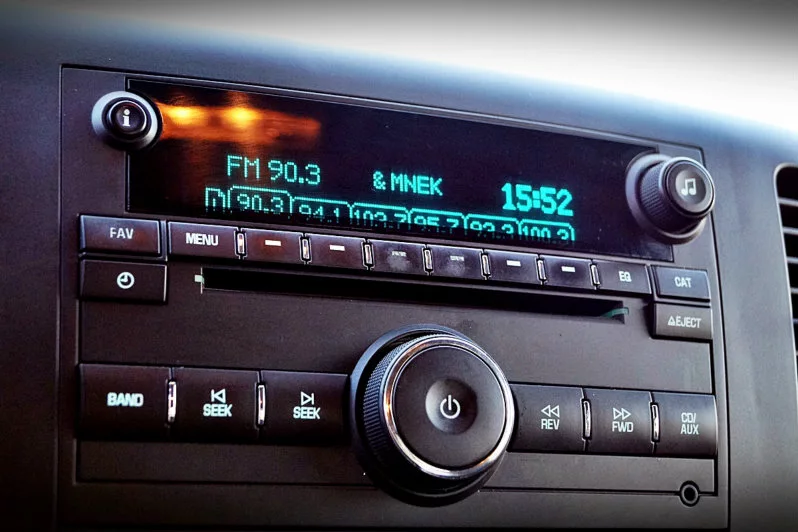 i
FM 90.3 & MNEK 15:52
90.3 94.1 103.7 95.7 93.3 100.3
FAV MENU EQ CAT
△EJECT
BAND SEEK SEEK REV FWD CD/
AUX